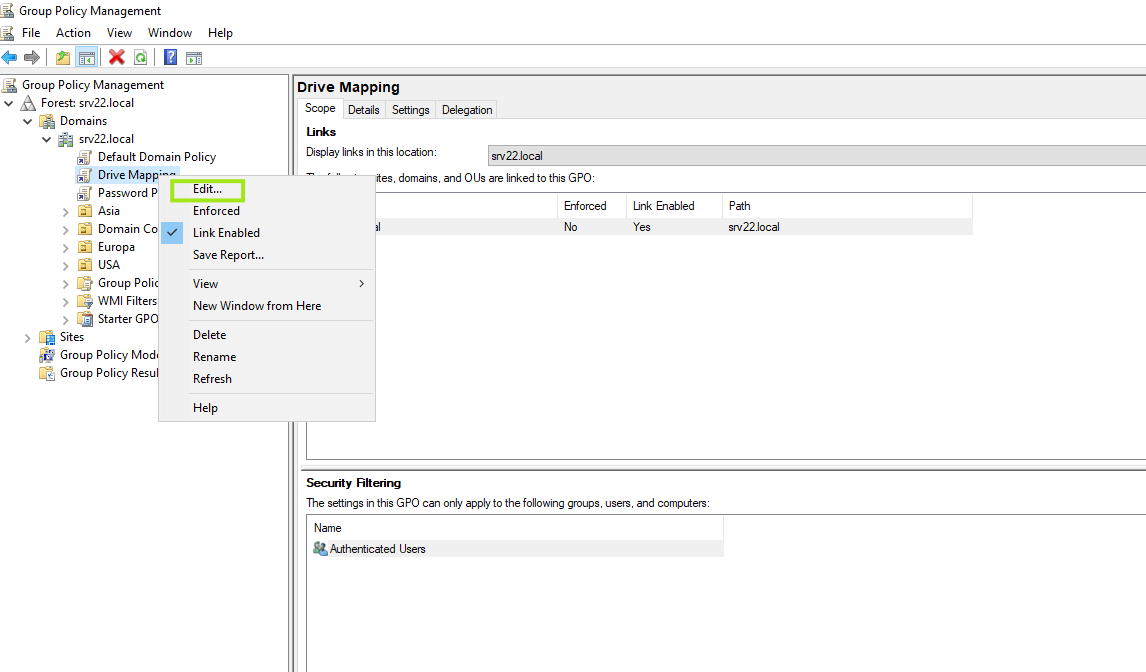 Group Policy Management
File Action View Window Help
Group Policy Management
Forest: srv22.local
Domains
srv22.local
Default Domain Policy
Drive Mapping
Password P
Asia
Domain Co
Europa
USA
Group Polic
WMI Filters
Starter GPO
Sites
Group Policy Mode
Group Policy Resul
Edit...
Enforced
Link Enabled
Save Report...
View
New Window from Here
Delete
Rename
Refresh
Help
Drive Mapping
Scope Details Settings Delegation
Links
Display links in this location: srv22.local
sites, domains, and OUs are linked to this GPO:
Enforced Link Enabled Path
al No Yes srv22.local
Security Filtering
The settings in this GPO can only apply to the following groups, users, and computers:
Name
Authenticated Users